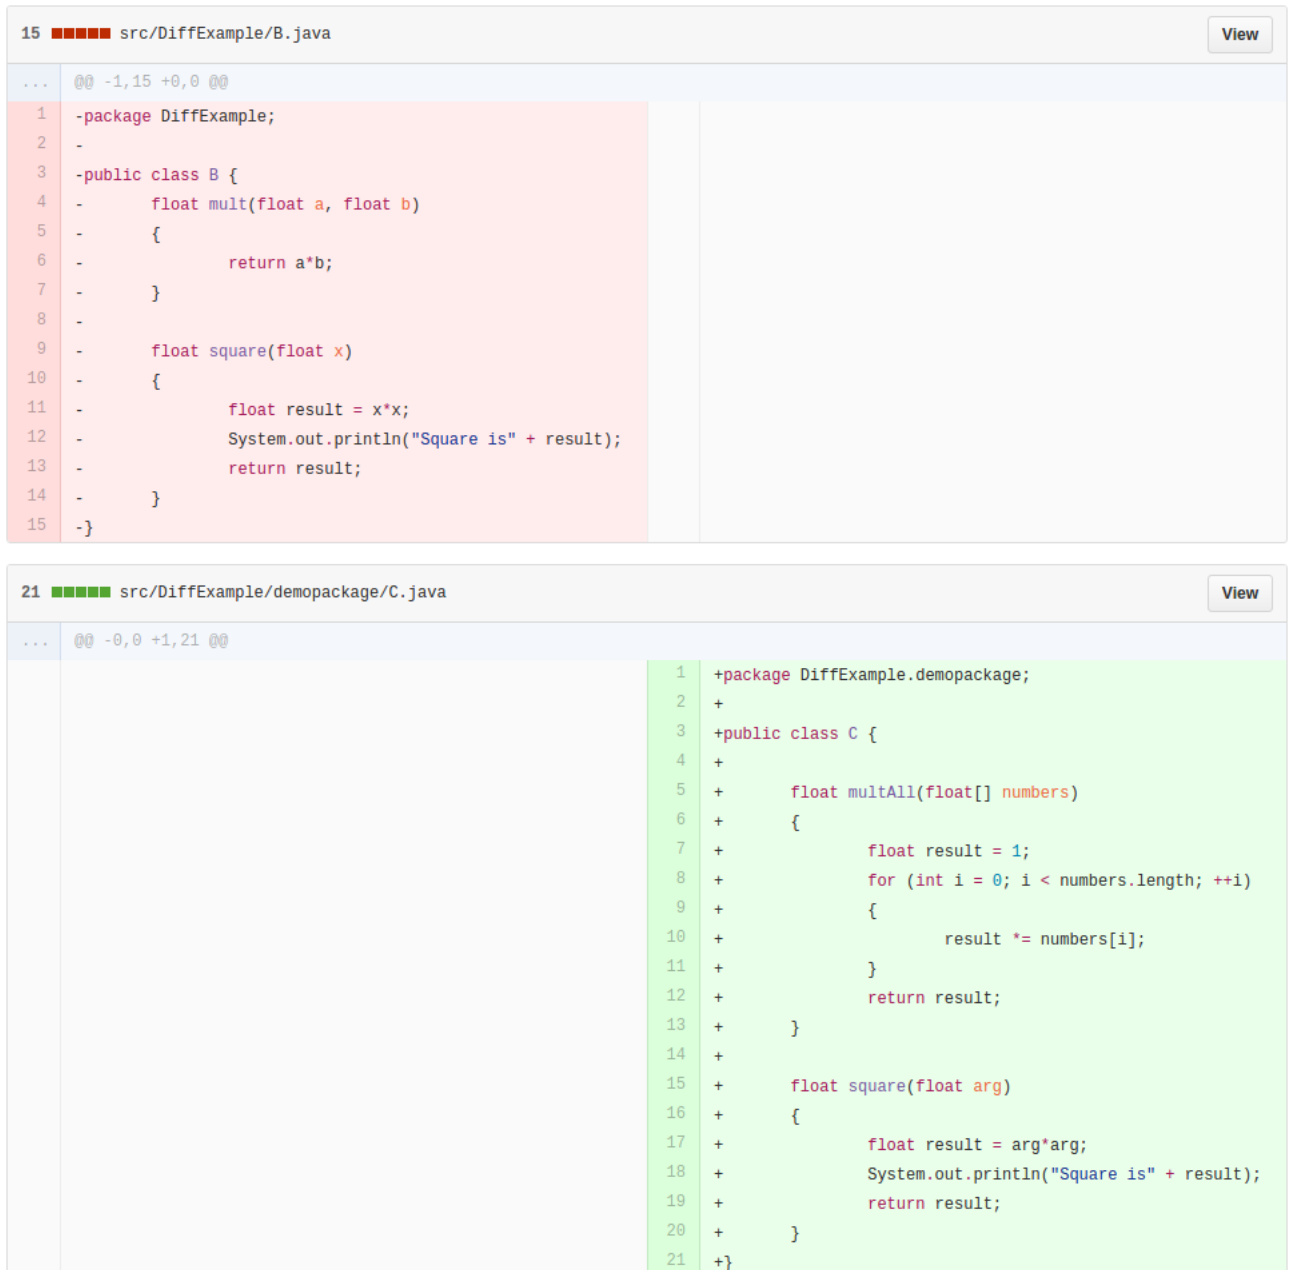 15 src/DiffExample/B.java View
... @@ -1,15 +0,0 @@
1 -package DiffExample;
2 -
3 -public class B {
4 -       float mult(float a, float b)
5 -       {
6 -               return a*b;
7 -       }
8 -
9 -       float square(float x)
10 -       {
11 -               float result = x*x;
12 -               System.out.println("Square is" + result);
13 -               return result;
14 -       }
15 -}
21 src/DiffExample/demopackage/C.java View
... @@ -0,0 +1,21 @@
1 +package DiffExample.demopackage;
2 +
3 +public class C {
4 +
5 +       float multAll(float[] numbers)
6 +       {
7 +               float result = 1;
8 +               for (int i = 0; i < numbers.length; ++i)
9 +               {
10 +                       result *= numbers[i];
11 +               }
12 +               return result;
13 +       }
14 +
15 +       float square(float arg)
16 +       {
17 +               float result = arg*arg;
18 +               System.out.println("Square is" + result);
19 +               return result;
20 +       }
21 +}